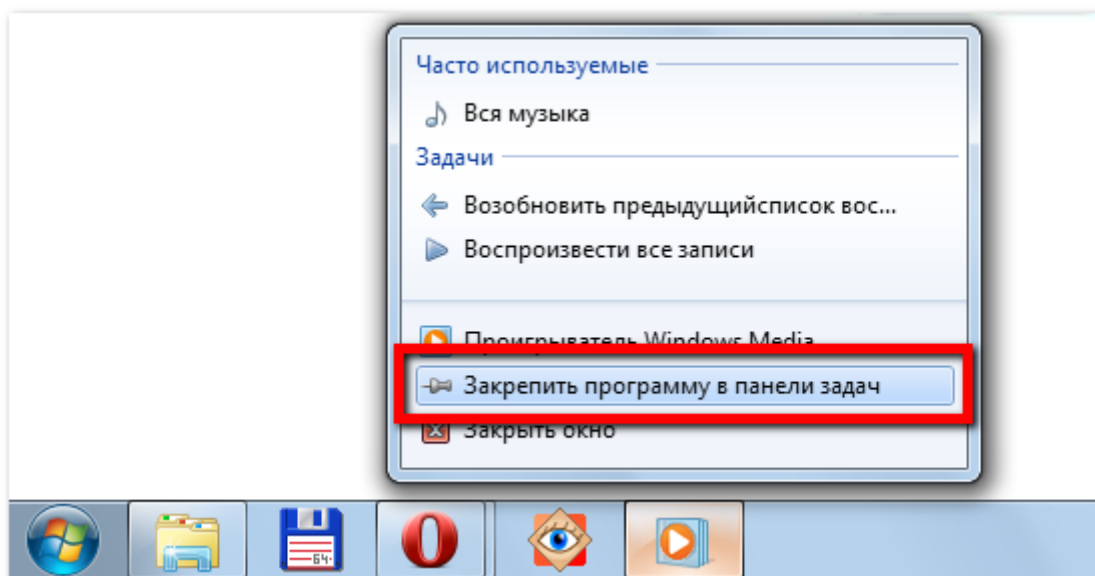 Часто используемые
Вся музыка
Задачи
Возобновить предыдущийсписок вос...
Воспроизвести все записи
Проигрыватель Windows Media
Закрепить программу в панели задач
Закрыть окно
64